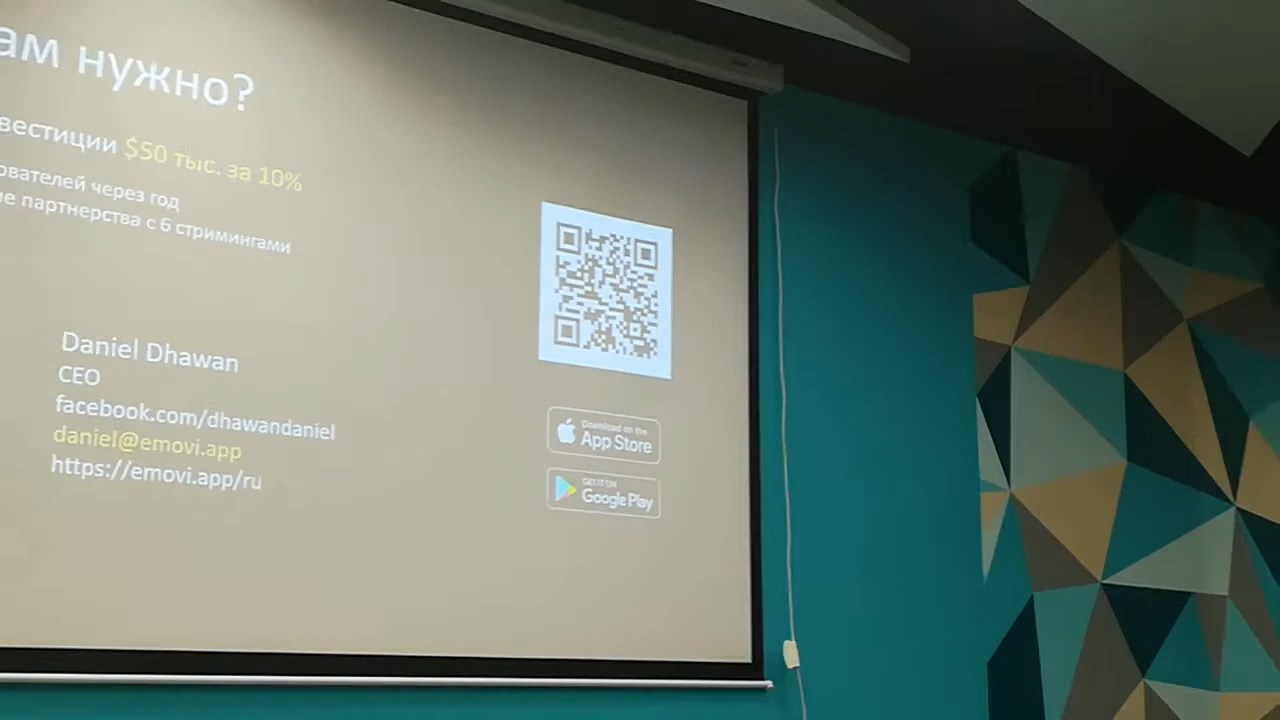 ам нужно?
вестиции $50 тыс. за 10%
ователей через год
ие партнерства с 6 стримингами
Daniel Dhawan
CEO
facebook.com/dhawandaniel
daniel@emovi.app
https://emovi.app/ru
Download on the
App Store
GET IT ON
Google Play